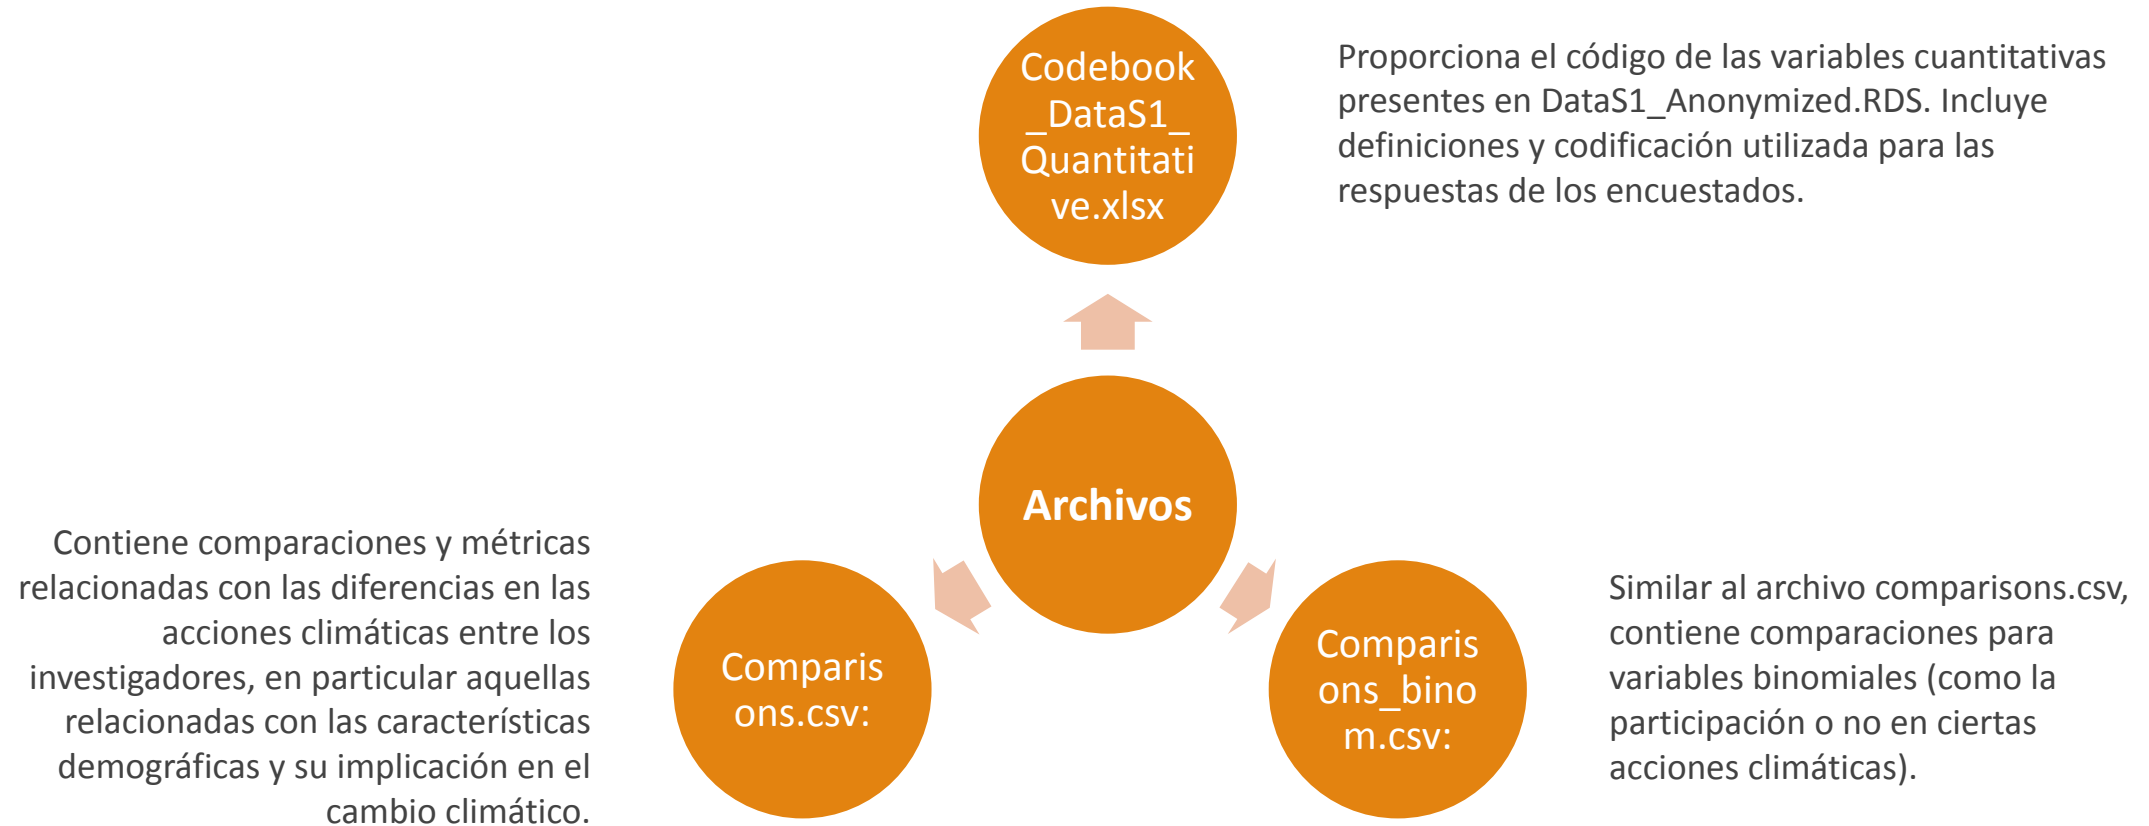 Codebook
_DataS1_
Quantitati
ve.xlsx
Proporciona el código de las variables cuantitativas
presentes en DataS1_Anonymized.RDS. Incluye
definiciones y codificación utilizada para las
respuestas de los encuestados.
Archivos
Contiene comparaciones y métricas
relacionadas con las diferencias en las
acciones climáticas entre los
investigadores, en particular aquellas
relacionadas con las características
demográficas y su implicación en el
cambio climático.
Comparis
ons.csv:
Comparis
ons_bino
m.csv:
Similar al archivo comparisons.csv,
contiene comparaciones para
variables binomiales (como la
participación o no en ciertas
acciones climáticas).